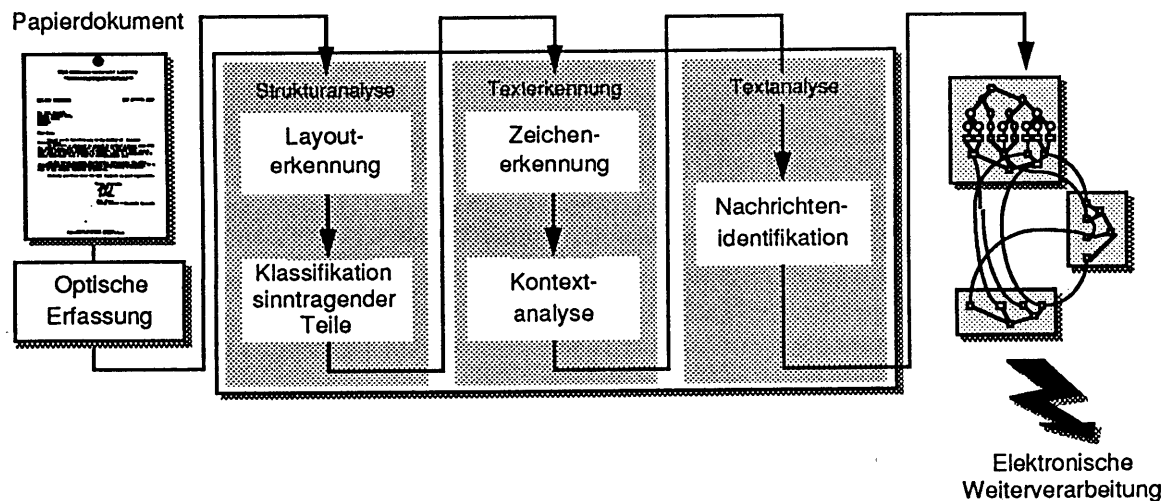 Papierdokument
Optische
Erfassung
Strukturanalyse
Layout-
erkennung
Klassifikation
sinntragender
Teile
Texterkennung
Zeichen-
erkennung
Kontext-
analyse
Textanalyse
Nachrichten-
identifikation
Elektronische
Weiterverarbeitung